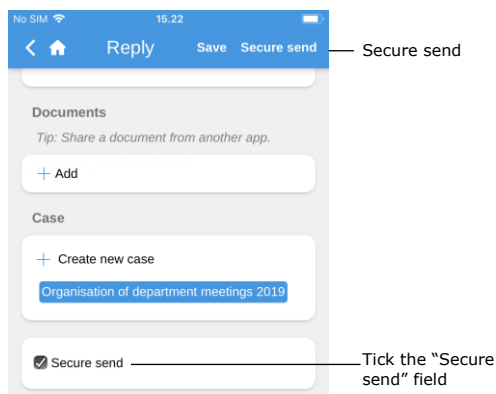 No SIM 15.22
Reply Save Secure send
Secure send
Documents
Tip: Share a document from another app.
+ Add
Case
+ Create new case
Organisation of department meetings 2019
Secure send
Tick the “Secure
send” field